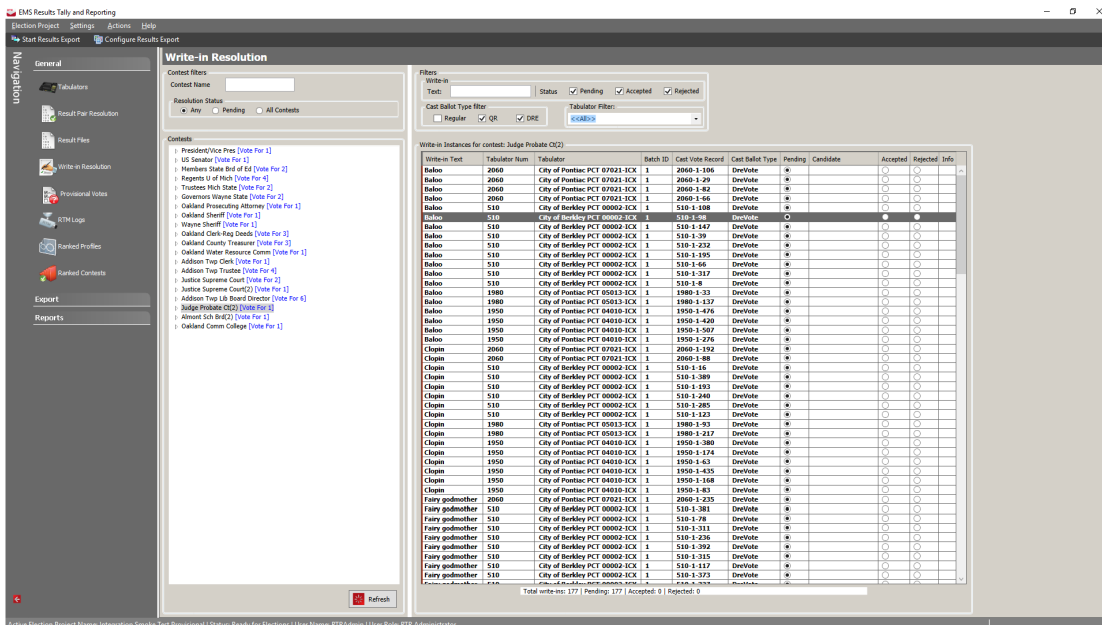 EMS Results Tally and Reporting
Election Project Settings Actions Help
Start Results Export Configure Results Export
Navigation
General
Tabulators
Result Pair Resolution
Result Files
Write-in Resolution
Provisional Votes
RTM Logs
Ranked Profiles
Ranked Contests
Export
Reports
Write-in Resolution
Contest filters
Contest Name
Resolution Status
Any Pending All Contests
Contests
President/Vice Pres [Vote For 1]
US Senator [Vote For 1]
Members State Brd of Ed [Vote For 2]
Regents U of Mich [Vote For 4]
Trustees Mich State [Vote For 2]
Governors Wayne State [Vote For 2]
Oakland Prosecuting Attorney [Vote For 1]
Oakland Sheriff [Vote For 1]
Wayne Sheriff [Vote For 1]
Oakland Clerk-Reg Deeds [Vote For 3]
Oakland County Treasurer [Vote For 3]
Oakland Water Resource Comm [Vote For 1]
Addison Twp Clerk [Vote For 1]
Addison Twp Trustee [Vote For 4]
Justice Supreme Court [Vote For 2]
Justice Supreme Court(2) [Vote For 1]
Addison Twp Lib Board Director [Vote For 6]
Judge Probate Ct(2) [Vote For 1]
Almont Sch Brd(2) [Vote For 1]
Oakland Comm College [Vote For 1]
Refresh
Filters
Write-in
Text: Status Pending Accepted Rejected
Cast Ballot Type filter
Regular QR DRE
Tabulator Filter:
<<All>>
Write-in Instances for contest: Judge Probate Ct(2)
Write-in Text Tabulator Num Tabulator Batch ID Cast Vote Record Cast Ballot Type Pending Candidate Accepted Rejected Info
Baloo 2060 City of Pontiac PCT 07021-ICX 1 2060-1-106 DreVote
Baloo 2060 City of Pontiac PCT 07021-ICX 1 2060-1-29 DreVote
Baloo 2060 City of Pontiac PCT 07021-ICX 1 2060-1-82 DreVote
Baloo 2060 City of Pontiac PCT 07021-ICX 1 2060-1-66 DreVote
Baloo 510 City of Berkley PCT 00002-ICX 1 510-1-108 DreVote
Baloo 510 City of Berkley PCT 00002-ICX 1 510-1-98 DreVote
Baloo 510 City of Berkley PCT 00002-ICX 1 510-1-147 DreVote
Baloo 510 City of Berkley PCT 00002-ICX 1 510-1-39 DreVote
Baloo 510 City of Berkley PCT 00002-ICX 1 510-1-232 DreVote
Baloo 510 City of Berkley PCT 00002-ICX 1 510-1-195 DreVote
Baloo 510 City of Berkley PCT 00002-ICX 1 510-1-66 DreVote
Baloo 510 City of Berkley PCT 00002-ICX 1 510-1-317 DreVote
Baloo 510 City of Berkley PCT 00002-ICX 1 510-1-8 DreVote
Baloo 1980 City of Pontiac PCT 05013-ICX 1 1980-1-33 DreVote
Baloo 1980 City of Pontiac PCT 05013-ICX 1 1980-1-137 DreVote
Baloo 1950 City of Pontiac PCT 04010-ICX 1 1950-1-476 DreVote
Baloo 1950 City of Pontiac PCT 04010-ICX 1 1950-1-420 DreVote
Baloo 1950 City of Pontiac PCT 04010-ICX 1 1950-1-507 DreVote
Baloo 1950 City of Pontiac PCT 04010-ICX 1 1950-1-276 DreVote
Clopin 2060 City of Pontiac PCT 07021-ICX 1 2060-1-192 DreVote
Clopin 2060 City of Pontiac PCT 07021-ICX 1 2060-1-88 DreVote
Clopin 510 City of Berkley PCT 00002-ICX 1 510-1-16 DreVote
Clopin 510 City of Berkley PCT 00002-ICX 1 510-1-389 DreVote
Clopin 510 City of Berkley PCT 00002-ICX 1 510-1-193 DreVote
Clopin 510 City of Berkley PCT 00002-ICX 1 510-1-240 DreVote
Clopin 510 City of Berkley PCT 00002-ICX 1 510-1-285 DreVote
Clopin 510 City of Berkley PCT 00002-ICX 1 510-1-123 DreVote
Clopin 1980 City of Pontiac PCT 05013-ICX 1 1980-1-93 DreVote
Clopin 1980 City of Pontiac PCT 05013-ICX 1 1980-1-217 DreVote
Clopin 1950 City of Pontiac PCT 04010-ICX 1 1950-1-380 DreVote
Clopin 1950 City of Pontiac PCT 04010-ICX 1 1950-1-174 DreVote
Clopin 1950 City of Pontiac PCT 04010-ICX 1 1950-1-63 DreVote
Clopin 1950 City of Pontiac PCT 04010-ICX 1 1950-1-435 DreVote
Clopin 1950 City of Pontiac PCT 04010-ICX 1 1950-1-168 DreVote
Clopin 1950 City of Pontiac PCT 04010-ICX 1 1950-1-83 DreVote
Fairy godmother 2060 City of Pontiac PCT 07021-ICX 1 2060-1-235 DreVote
Fairy godmother 510 City of Berkley PCT 00002-ICX 1 510-1-381 DreVote
Fairy godmother 510 City of Berkley PCT 00002-ICX 1 510-1-78 DreVote
Fairy godmother 510 City of Berkley PCT 00002-ICX 1 510-1-311 DreVote
Fairy godmother 510 City of Berkley PCT 00002-ICX 1 510-1-236 DreVote
Fairy godmother 510 City of Berkley PCT 00002-ICX 1 510-1-392 DreVote
Fairy godmother 510 City of Berkley PCT 00002-ICX 1 510-1-315 DreVote
Fairy godmother 510 City of Berkley PCT 00002-ICX 1 510-1-117 DreVote
Fairy godmother 510 City of Berkley PCT 00002-ICX 1 510-1-373 DreVote
Total write-ins: 177 | Pending: 177 | Accepted: 0 | Rejected: 0
Active Election Project Name: Integration Smoke Test Provisional | Status: Ready for Elections | User Name: RTRAdmin | User Role: RTR Administrator